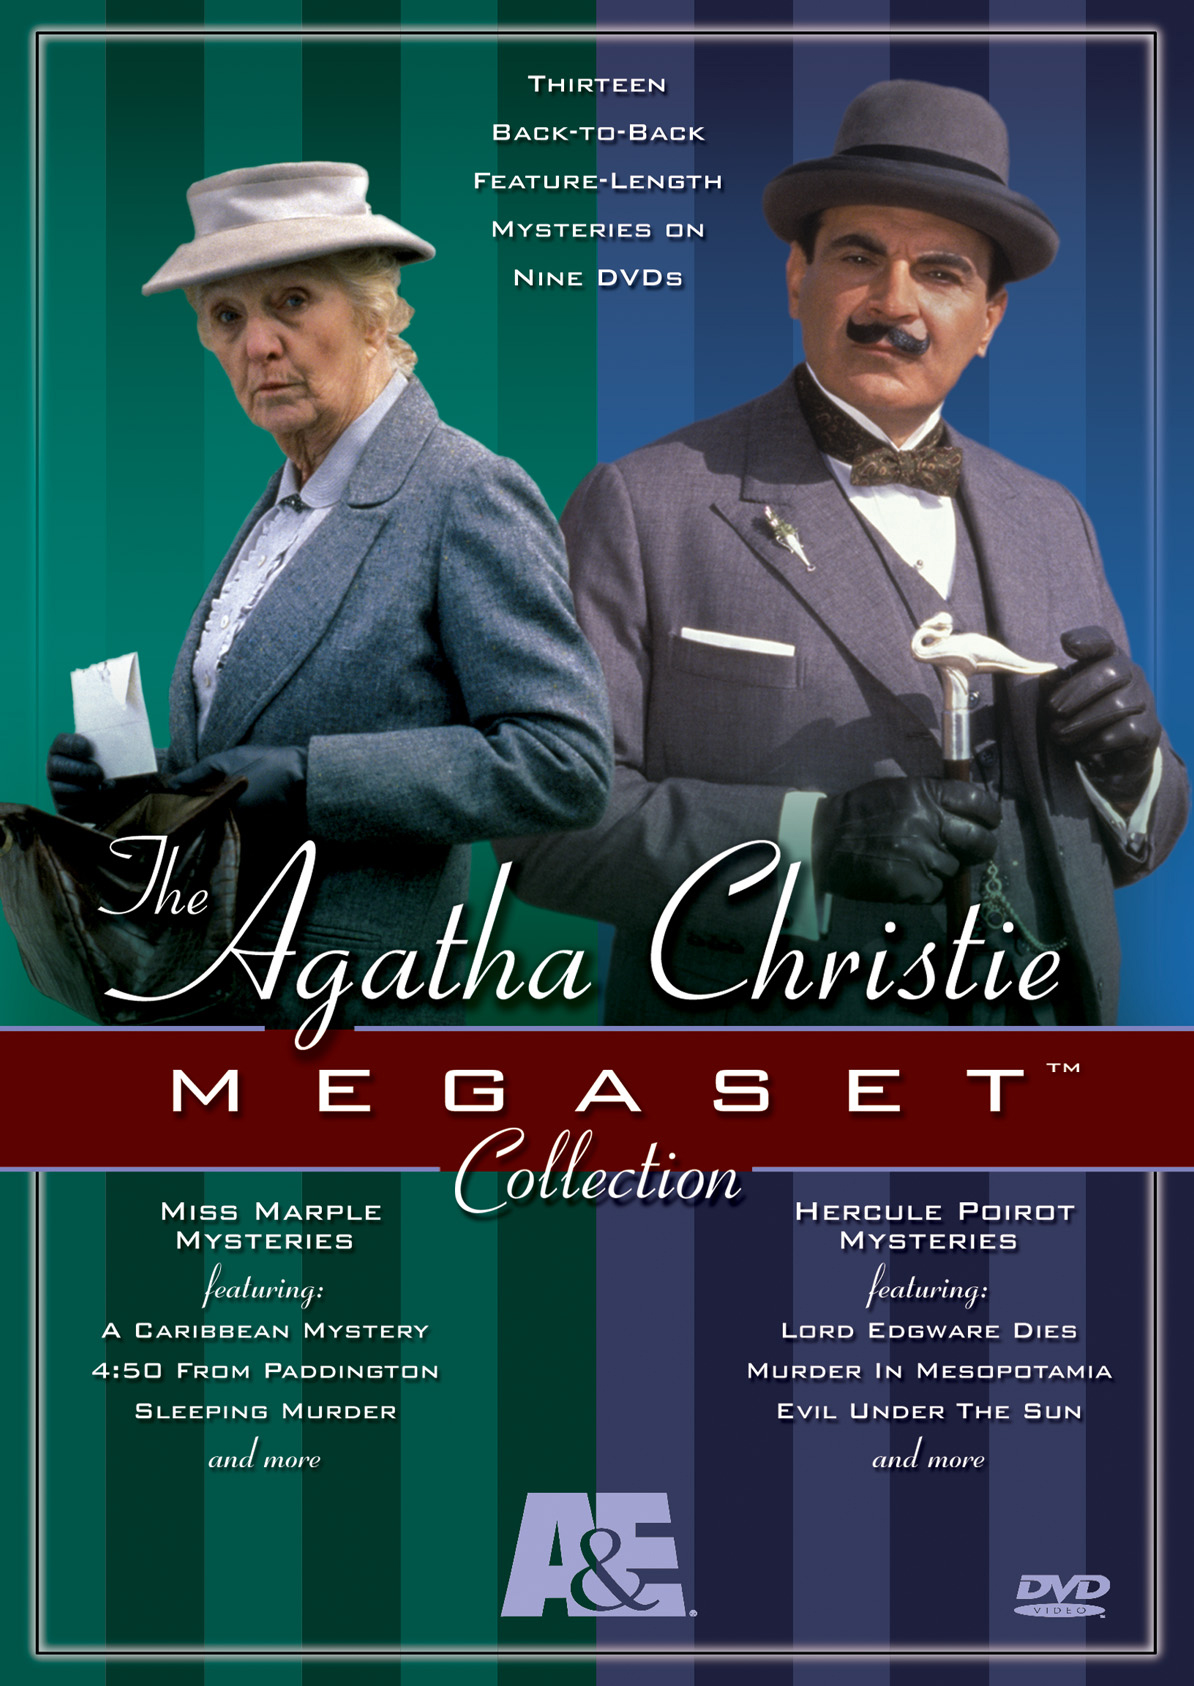 Thirteen
Back-to-Back
Feature-Length
Mysteries on
Nine DVDs
The Agatha Christie
MEGASET™
Collection
Miss Marple
Mysteries
featuring:
A Caribbean Mystery
4:50 From Paddington
Sleeping Murder
and more
Hercule Poirot
Mysteries
featuring:
Lord Edgware Dies
Murder In Mesopotamia
Evil Under The Sun
and more
A&E®
DVD
VIDEO™